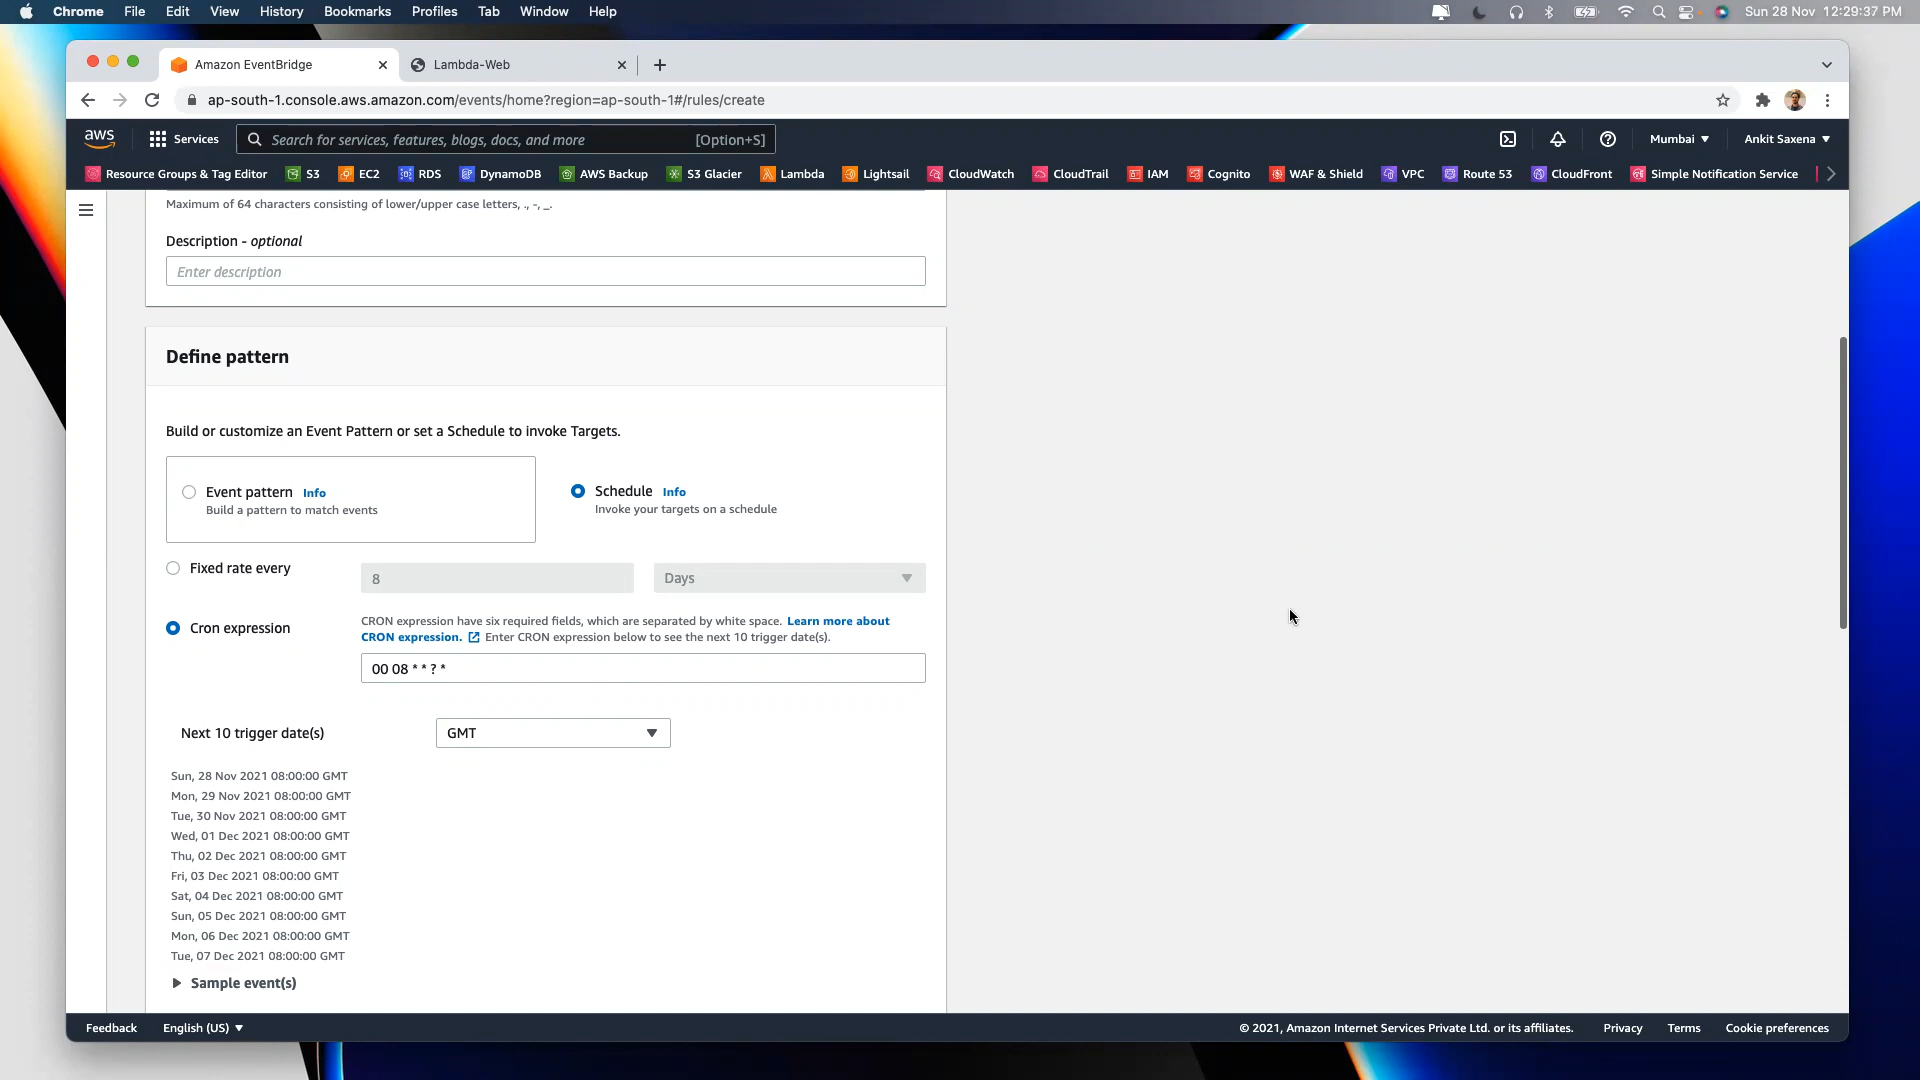 Chrome File Edit View History Bookmarks Profiles Tab Window Help Sun 28 Nov 12:29:37 PM
Amazon EventBridge Lambda-Web
ap-south-1.console.aws.amazon.com/events/home?region=ap-south-1#/rules/create
aws Services Search for services, features, blogs, docs, and more [Option+S] Mumbai Ankit Saxena
Resource Groups & Tag Editor S3 EC2 RDS DynamoDB AWS Backup S3 Glacier Lambda Lightsail CloudWatch CloudTrail IAM Cognito WAF & Shield VPC Route 53 CloudFront Simple Notification Service
Maximum of 64 characters consisting of lower/upper case letters, ., -, _.
Description - optional
Enter description
Define pattern
Build or customize an Event Pattern or set a Schedule to invoke Targets.
Event pattern Info
Build a pattern to match events
Schedule Info
Invoke your targets on a schedule
Fixed rate every 8 Days
Cron expression
CRON expression have six required fields, which are separated by white space. Learn more about
CRON expression. Enter CRON expression below to see the next 10 trigger date(s).
00 08 * * ? *
Next 10 trigger date(s) GMT
Sun, 28 Nov 2021 08:00:00 GMT
Mon, 29 Nov 2021 08:00:00 GMT
Tue, 30 Nov 2021 08:00:00 GMT
Wed, 01 Dec 2021 08:00:00 GMT
Thu, 02 Dec 2021 08:00:00 GMT
Fri, 03 Dec 2021 08:00:00 GMT
Sat, 04 Dec 2021 08:00:00 GMT
Sun, 05 Dec 2021 08:00:00 GMT
Mon, 06 Dec 2021 08:00:00 GMT
Tue, 07 Dec 2021 08:00:00 GMT
Sample event(s)
Feedback English (US) © 2021, Amazon Internet Services Private Ltd. or its affiliates. Privacy Terms Cookie preferences